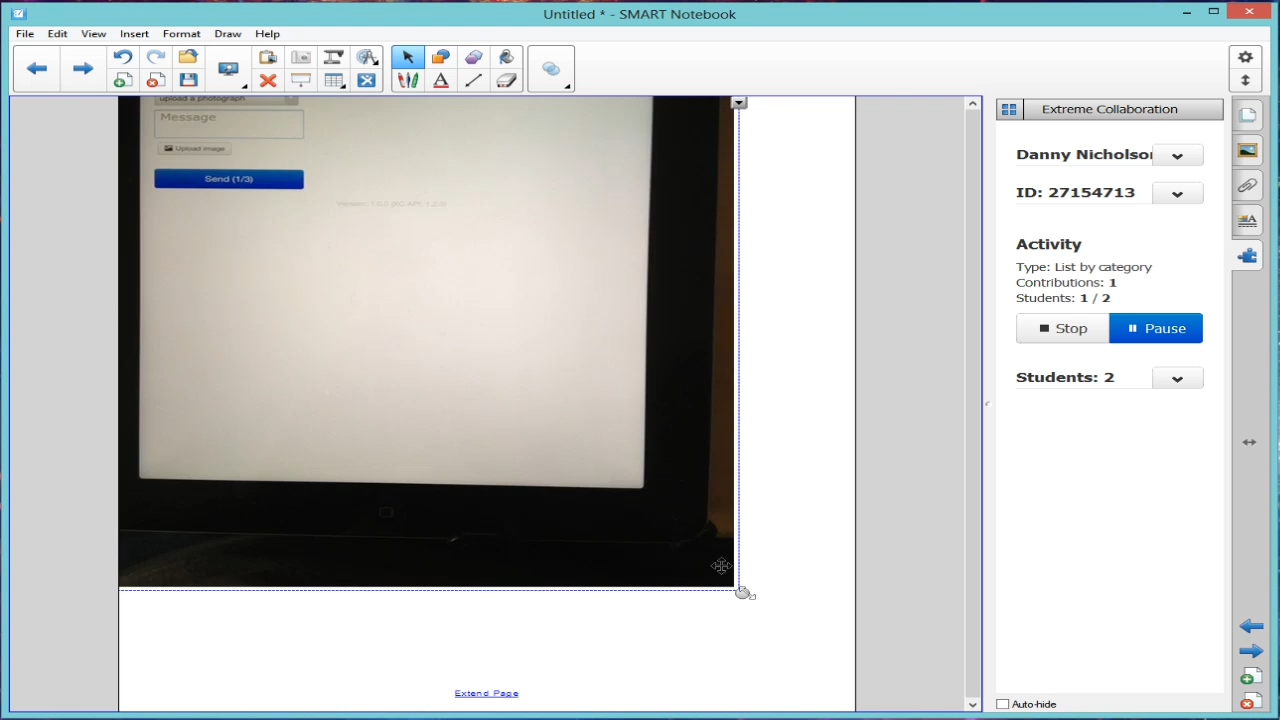 Untitled * - SMART Notebook
File Edit View Insert Format Draw Help
upload a photograph
Message
Upload image
Send (1/3)
Extend Page
Extreme Collaboration
Danny Nicholso
ID: 27154713
Activity
Type: List by category
Contributions: 1
Students: 1 / 2
Stop Pause
Students: 2
Auto-hide